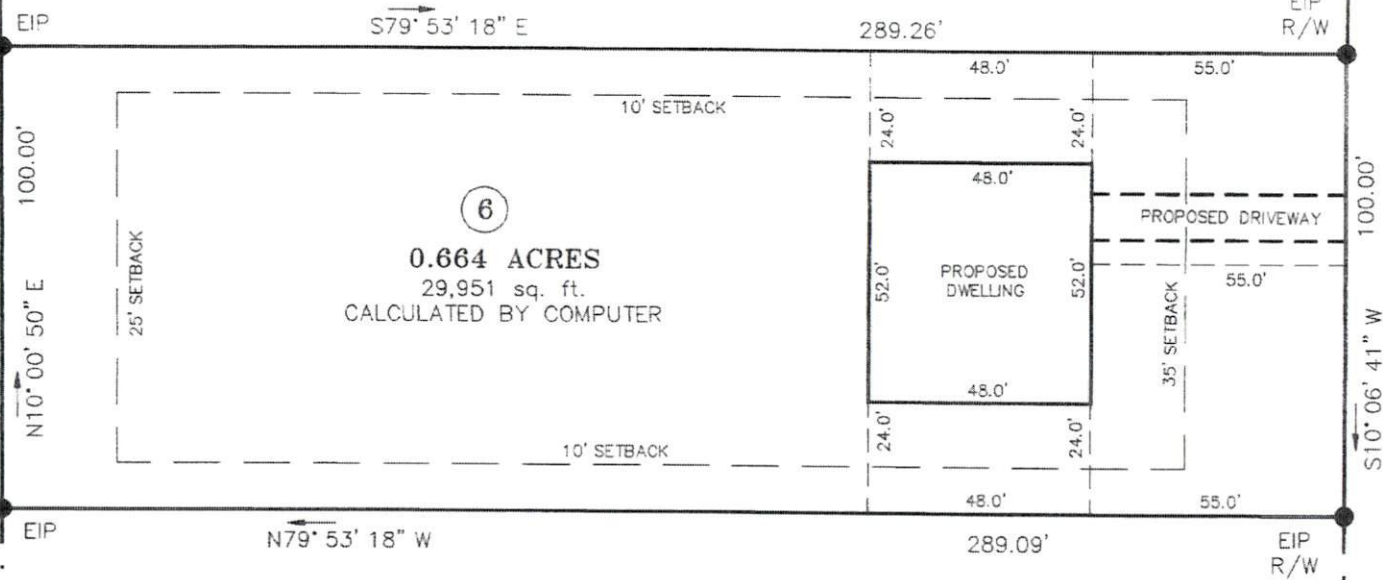 EIP
S79° 53' 18" E
289.26'
EIP
R/W
48.0'
55.0'
10' SETBACK
24.0'
24.0'
100.00'
N10° 00' 50" E
25' SETBACK
6
0.664 ACRES
29,951 sq. ft.
CALCULATED BY COMPUTER
48.0'
52.0'
PROPOSED
DWELLING
52.0'
48.0'
PROPOSED DRIVEWAY
55.0'
35' SETBACK
100.00'
S10° 06' 41" W
24.0'
24.0'
10' SETBACK
48.0'
55.0'
EIP
N79° 53' 18" W
289.09'
EIP
R/W